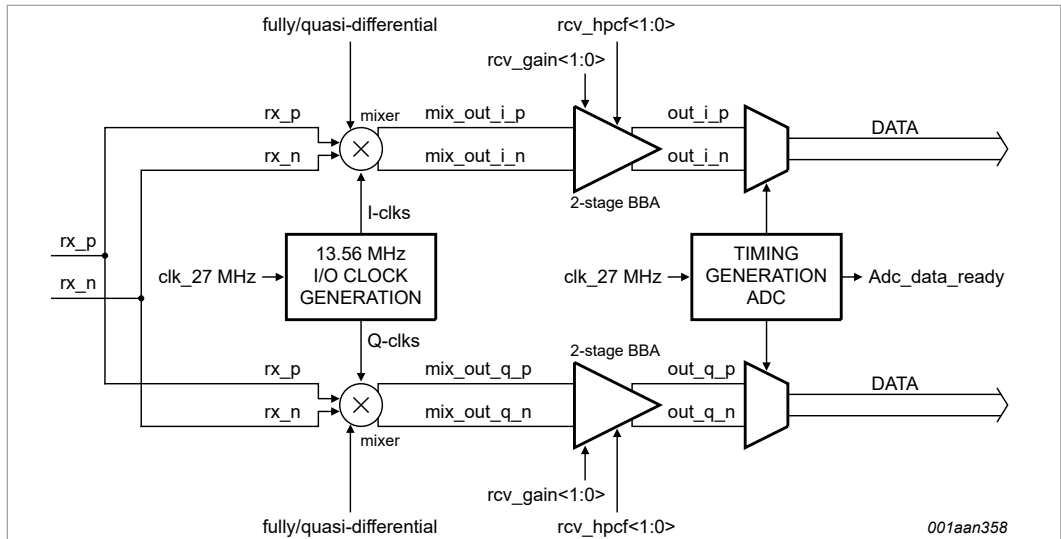 fully/quasi-differential
rcv_hpcf<1:0>
rcv_gain<1:0>
rx_p
mixer
mix_out_i_p
out_i_p
DATA
rx_n
mix_out_i_n
out_i_n
2-stage BBA
I-clks
rx_p
rx_n
clk_27 MHz
13.56 MHz
I/O CLOCK
GENERATION
clk_27 MHz
TIMING
GENERATION
ADC
Adc_data_ready
Q-clks
2-stage BBA
rx_p
mix_out_q_p
out_q_p
DATA
rx_n
mix_out_q_n
out_q_n
mixer
rcv_gain<1:0>
fully/quasi-differential
rcv_hpcf<1:0>
001aan358